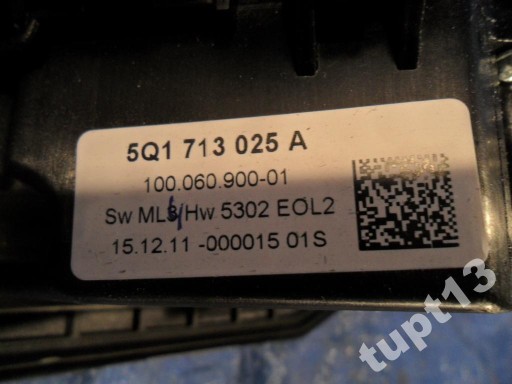 5Q1 713 025 A
100.060.900-01
Sw ML6/Hw 5302 EOL2
15.12.11 -000015 01S
tupt13